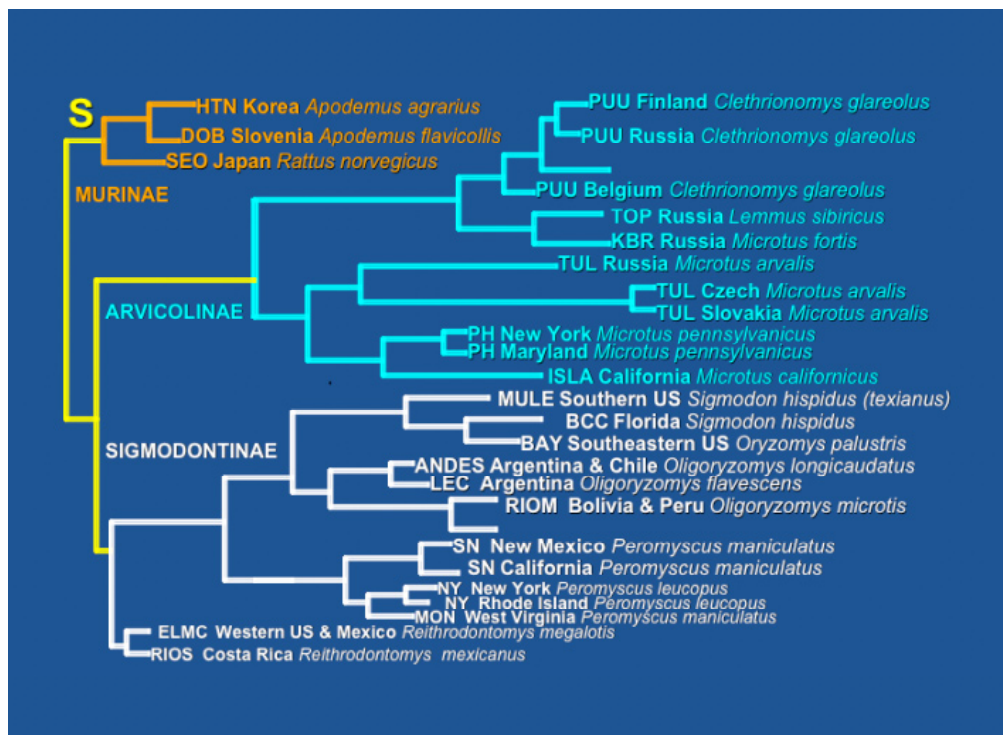 S
HTN Korea Apodemus agrarius
DOB Slovenia Apodemus flavicollis
SEO Japan Rattus norvegicus
MURINAE
PUU Finland Clethrionomys glareolus
PUU Russia Clethrionomys glareolus
PUU Belgium Clethrionomys glareolus
TOP Russia Lemmus sibiricus
KBR Russia Microtus fortis
TUL Russia Microtus arvalis
TUL Czech Microtus arvalis
TUL Slovakia Microtus arvalis
ARVICOLINAE
PH New York Microtus pennsylvanicus
PH Maryland Microtus pennsylvanicus
ISLA California Microtus californicus
MULE Southern US Sigmodon hispidus (texianus)
BCC Florida Sigmodon hispidus
BAY Southeastern US Oryzomys palustris
SIGMODONTINAE
ANDES Argentina & Chile Oligoryzomys longicaudatus
LEC Argentina Oligoryzomys flavescens
RIOM Bolivia & Peru Oligoryzomys microtis
SN New Mexico Peromyscus maniculatus
SN California Peromyscus maniculatus
NY New York Peromyscus leucopus
NY Rhode Island Peromyscus leucopus
MON West Virginia Peromyscus maniculatus
ELMC Western US & Mexico Reithrodontomys megalotis
RIOS Costa Rica Reithrodontomys mexicanus